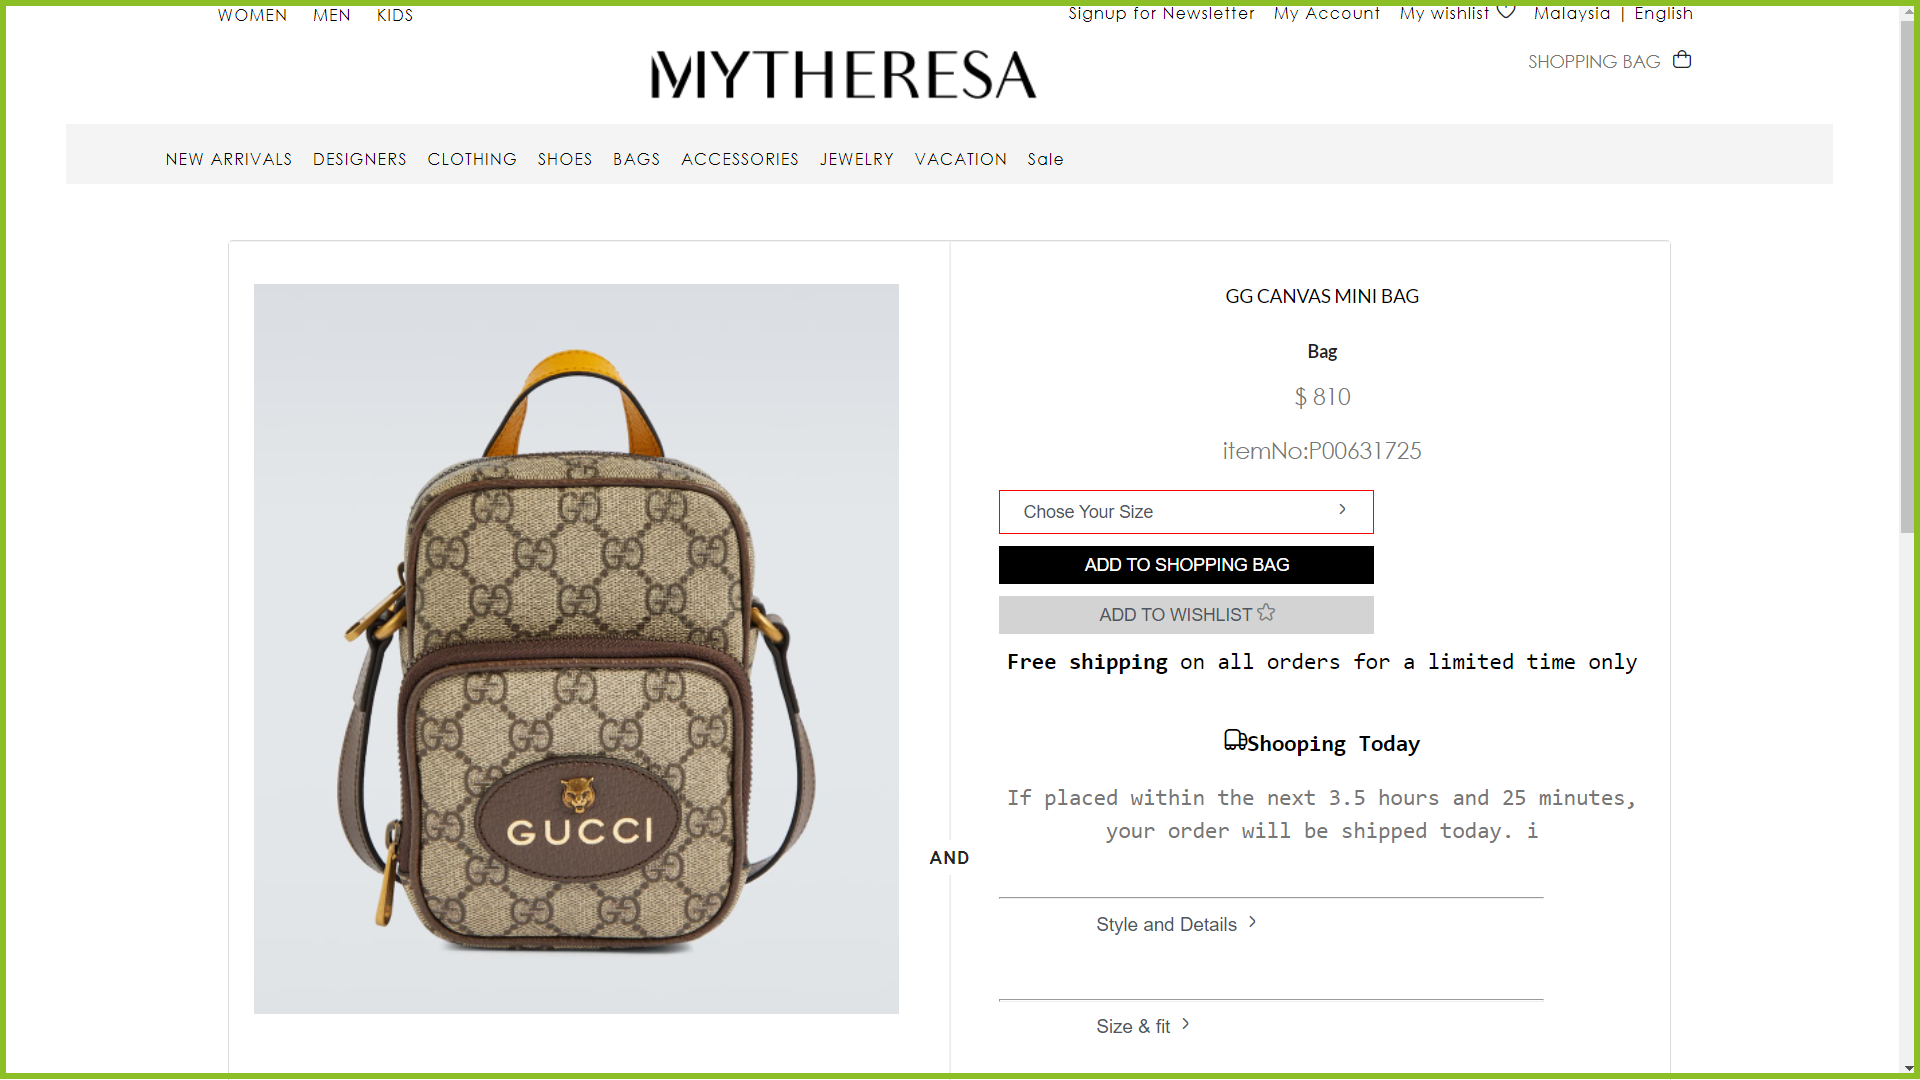 WOMEN MEN KIDS
Signup for Newsletter My Account My wishlist Malaysia | English
MYTHERESA
SHOPPING BAG
NEW ARRIVALS DESIGNERS CLOTHING SHOES BAGS ACCESSORIES JEWELRY VACATION Sale
GG CANVAS MINI BAG
Bag
$ 810
itemNo:P00631725
Chose Your Size
ADD TO SHOPPING BAG
ADD TO WISHLIST
Free shipping on all orders for a limited time only
Shooping Today
If placed within the next 3.5 hours and 25 minutes,
your order will be shipped today. i
GUCCI
AND
Style and Details
Size & fit